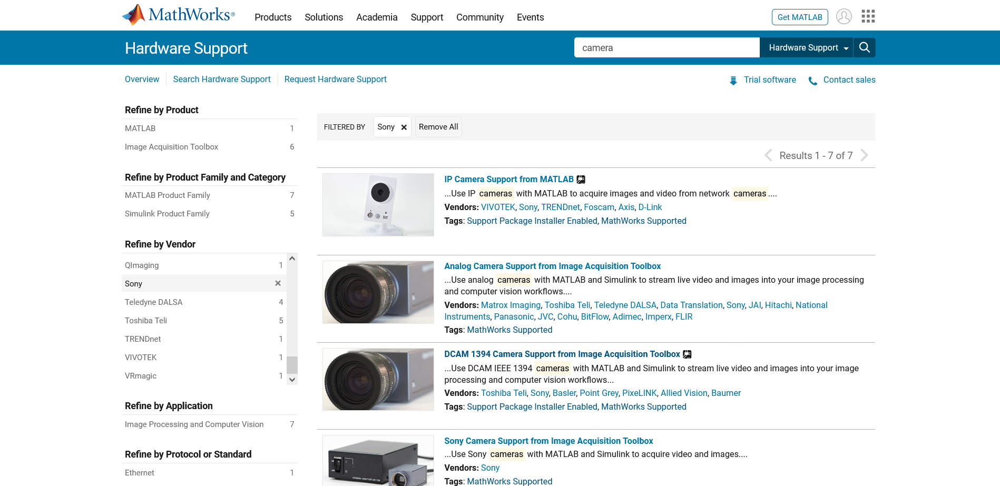 MathWorks®
Products Solutions Academia Support Community Events
Get MATLAB
Hardware Support
camera
Hardware Support
Overview
Search Hardware Support
Request Hardware Support
Trial software
Contact sales
Refine by Product
MATLAB 1
Image Acquisition Toolbox 6
Refine by Product Family and Category
MATLAB Product Family 7
Simulink Product Family 5
Refine by Vendor
QImaging 1
Sony ×
Teledyne DALSA 4
Toshiba Teli 5
TRENDnet 1
VIVOTEK 1
VRmagic 1
Refine by Application
Image Processing and Computer Vision 7
Refine by Protocol or Standard
Ethernet 1
FILTERED BY Sony × Remove All
Results 1 - 7 of 7
IP Camera Support from MATLAB
...Use IP cameras with MATLAB to acquire images and video from network cameras....
Vendors: VIVOTEK, Sony, TRENDnet, Foscam, Axis, D-Link
Tags: Support Package Installer Enabled, MathWorks Supported
Analog Camera Support from Image Acquisition Toolbox
...Use analog cameras with MATLAB and Simulink to stream live video and images into your image processing
and computer vision workflows....
Vendors: Matrox Imaging, Toshiba Teli, Teledyne DALSA, Data Translation, Sony, JAI, Hitachi, National
Instruments, Panasonic, JVC, Cohu, BitFlow, Adimec, Imperx, FLIR
Tags: MathWorks Supported
DCAM 1394 Camera Support from Image Acquisition Toolbox
...Use DCAM IEEE 1394 cameras with MATLAB and Simulink to stream live video and images into your image
processing and computer vision workflows...
Vendors: Toshiba Teli, Sony, Basler, Point Grey, PixeLINK, Allied Vision, Baumer
Tags: Support Package Installer Enabled, MathWorks Supported
POWER
CAMERA ADAPTOR
Sony Camera Support from Image Acquisition Toolbox
...Use Sony cameras with MATLAB and Simulink to acquire video and images....
Vendors: Sony
Tags: MathWorks Supported